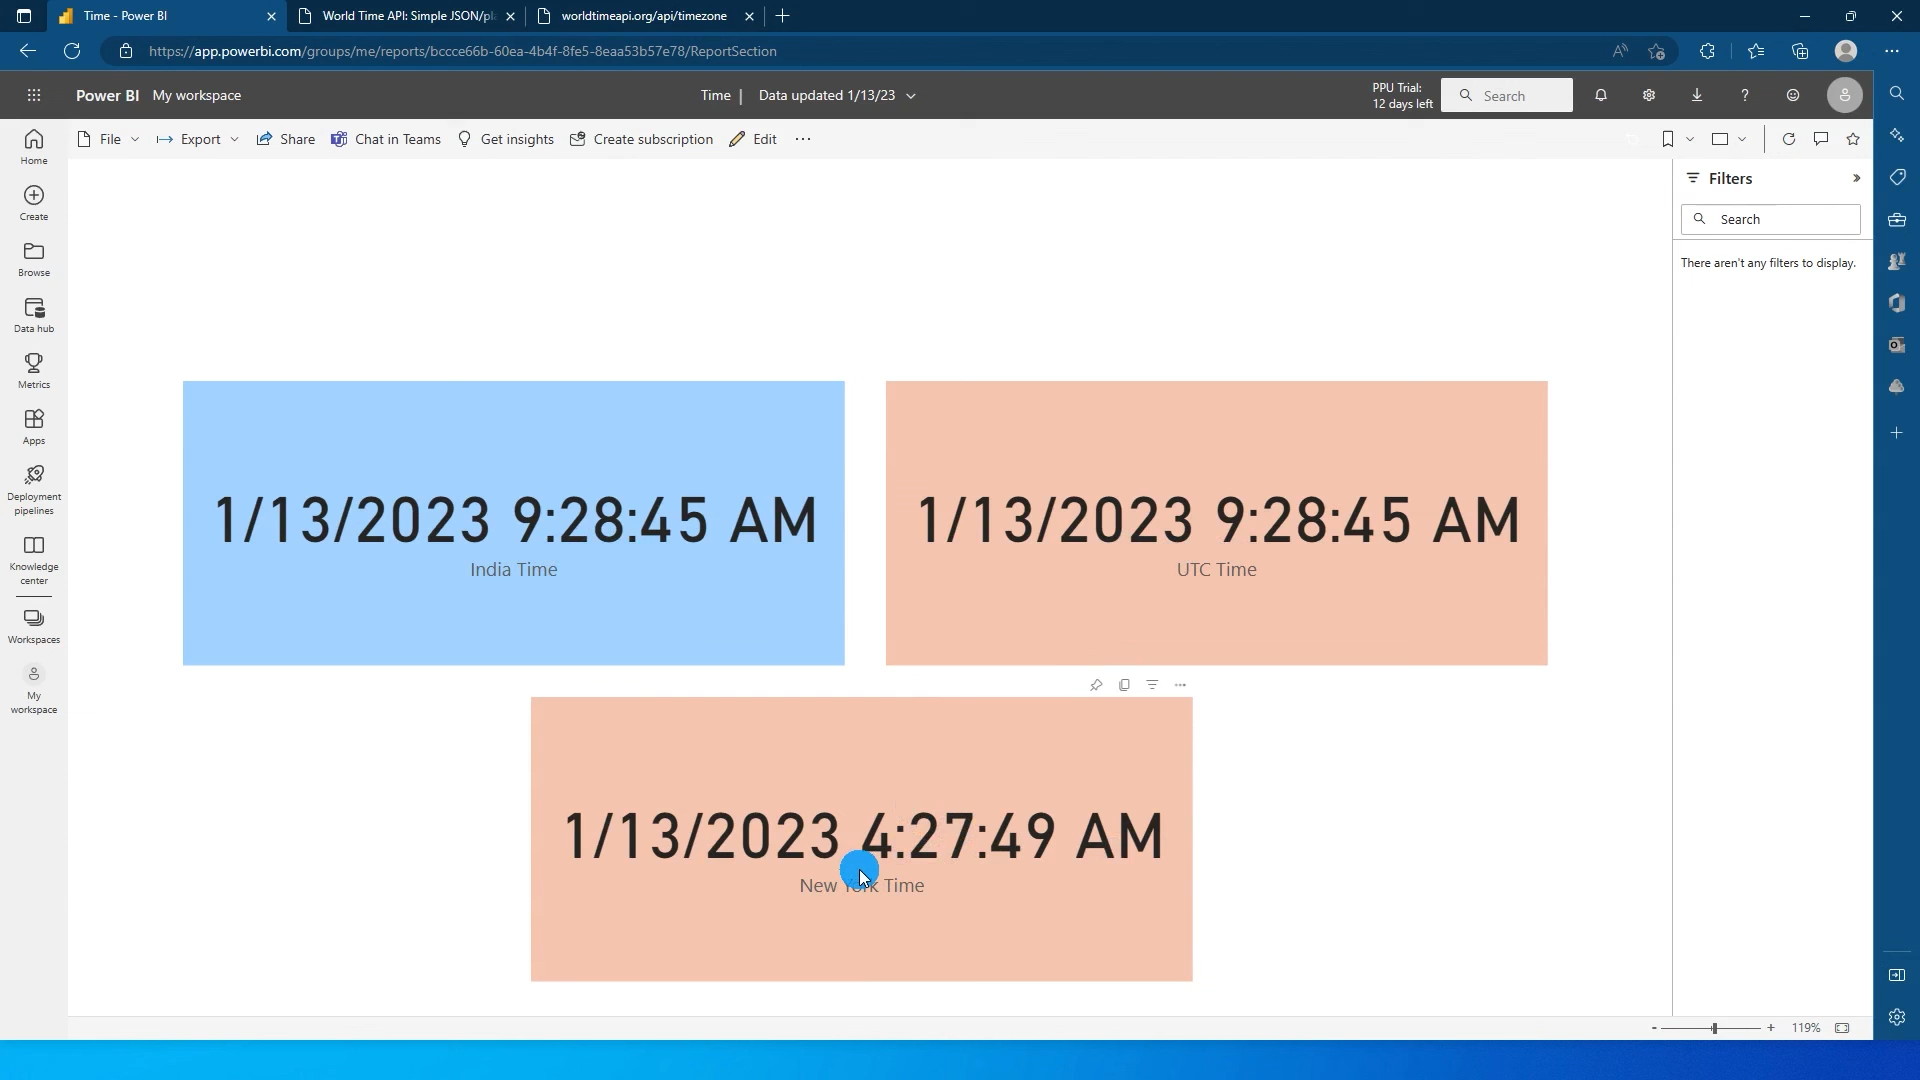 Time - Power BI
World Time API: Simple JSON/pl
worldtimeapi.org/api/timezone
https://app.powerbi.com/groups/me/reports/bccce66b-60ea-4b4f-8fe5-8eaa53b57e78/ReportSection
Power BI My workspace
Time | Data updated 1/13/23
PPU Trial:
12 days left
Search
File
Export
Share
Chat in Teams
Get insights
Create subscription
Edit
Home
Create
Browse
Data hub
Metrics
Apps
Deployment
pipelines
Knowledge
center
Workspaces
My
workspace
1/13/2023 9:28:45 AM
India Time
1/13/2023 9:28:45 AM
UTC Time
1/13/2023 4:27:49 AM
New York Time
Filters
Search
There aren't any filters to display.
- + 119%